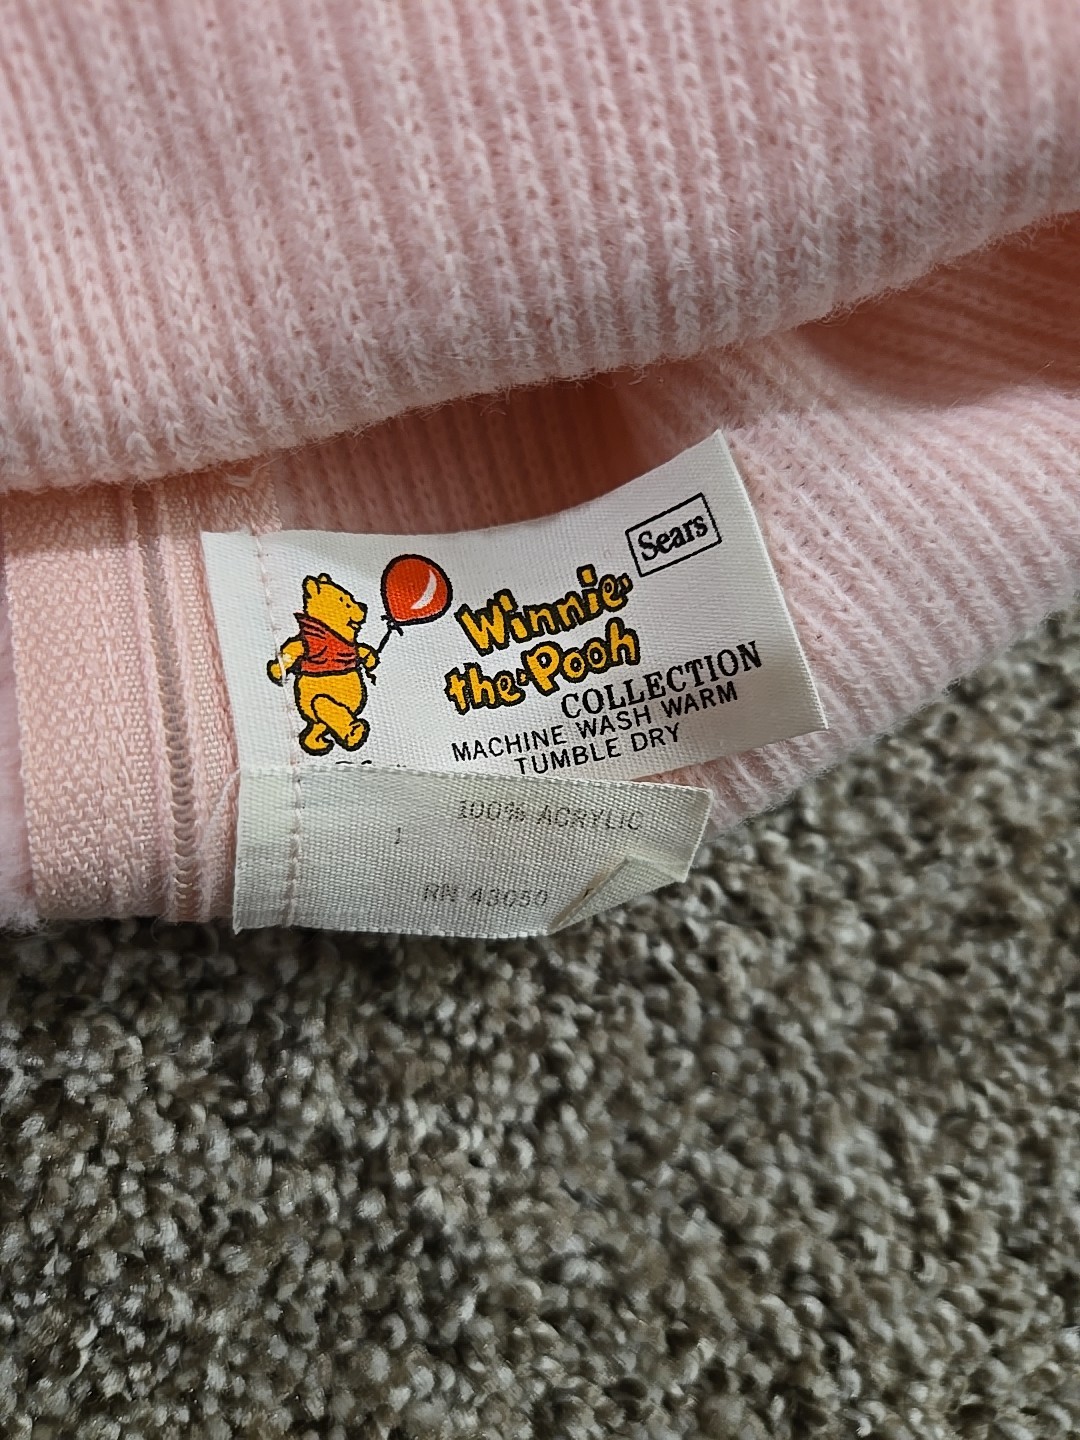 Sears
Winnie-
the-Pooh
COLLECTION
MACHINE WASH WARM
TUMBLE DRY
100% ACRYLIC
RN 43050